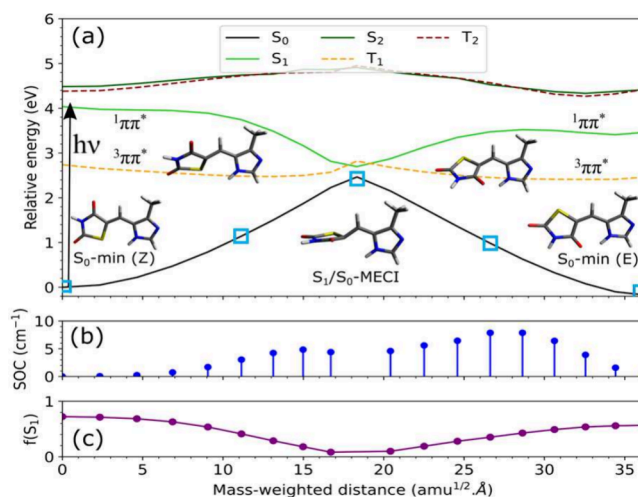 (a)
S₀ S₂ T₂
S₁ T₁
6
5
4
3
2
1
0
Relative energy (eV)
hν
¹ππ*
³ππ*
¹ππ*
³ππ*
S₀-min (Z)
S₁/S₀-MECI
S₀-min (E)
(b)
10
5
0
SOC (cm⁻¹)
(c)
1
0
f(S₁)
0 5 10 15 20 25 30 35
Mass-weighted distance (amu¹ᐟ².Å)